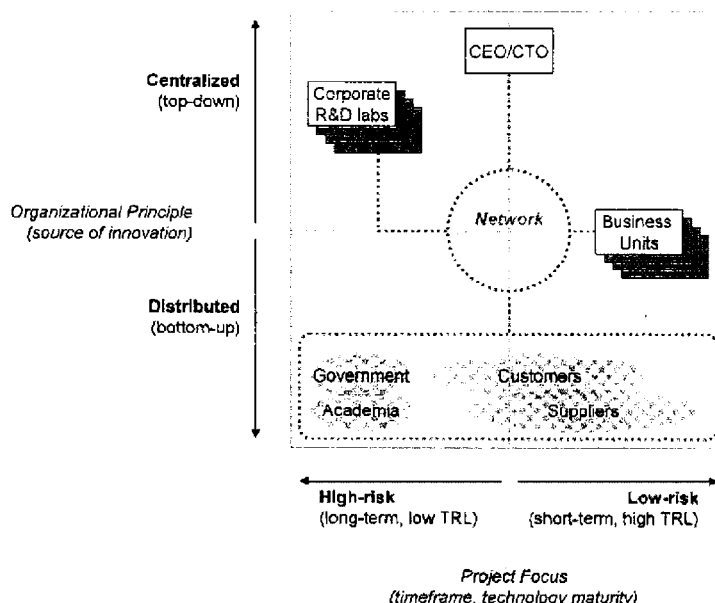 CEO/CTO
Centralized
(top-down)
Corporate
R&D labs
Organizational Principle
(source of innovation)
Network
Business
Units
Distributed
(bottom-up)
Government
Customers
Academia
Suppliers
High-risk
(long-term, low TRL)
Low-risk
(short-term, high TRL)
Project Focus
(timeframe, technology maturity)